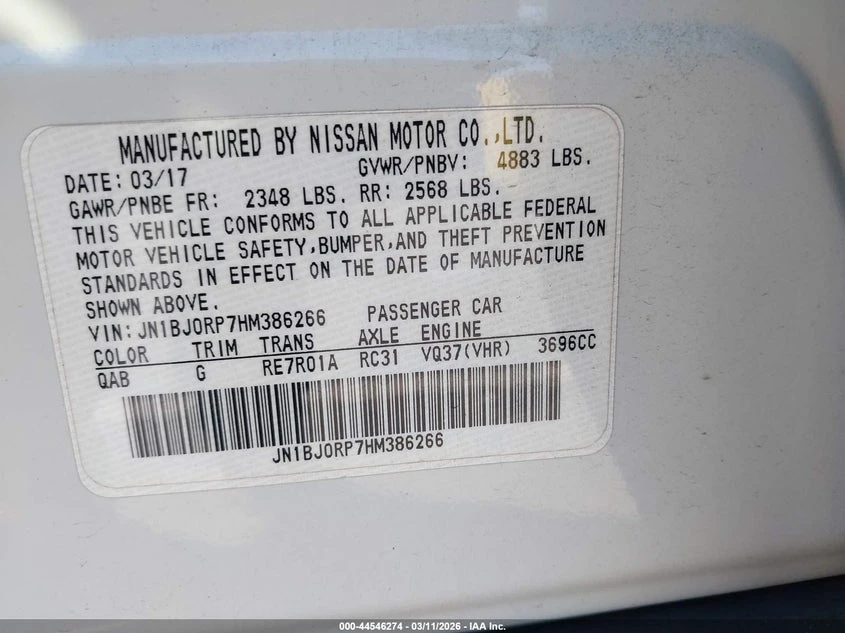 MANUFACTURED BY NISSAN MOTOR CO.,LTD.
DATE: 03/17 GVWR/PNBV: 4883 LBS.
GAWR/PNBE FR: 2348 LBS. RR: 2568 LBS.
THIS VEHICLE CONFORMS TO ALL APPLICABLE FEDERAL
MOTOR VEHICLE SAFETY,BUMPER,AND THEFT PREVENTION
STANDARDS IN EFFECT ON THE DATE OF MANUFACTURE
SHOWN ABOVE.
VIN: JN1BJ0RP7HM386266 PASSENGER CAR
COLOR TRIM TRANS AXLE ENGINE
QAB G RE7R01A RC31 VQ37(VHR) 3696CC
JN1BJ0RP7HM386266
000-44546274 - 03/11/2026 - IAA Inc.